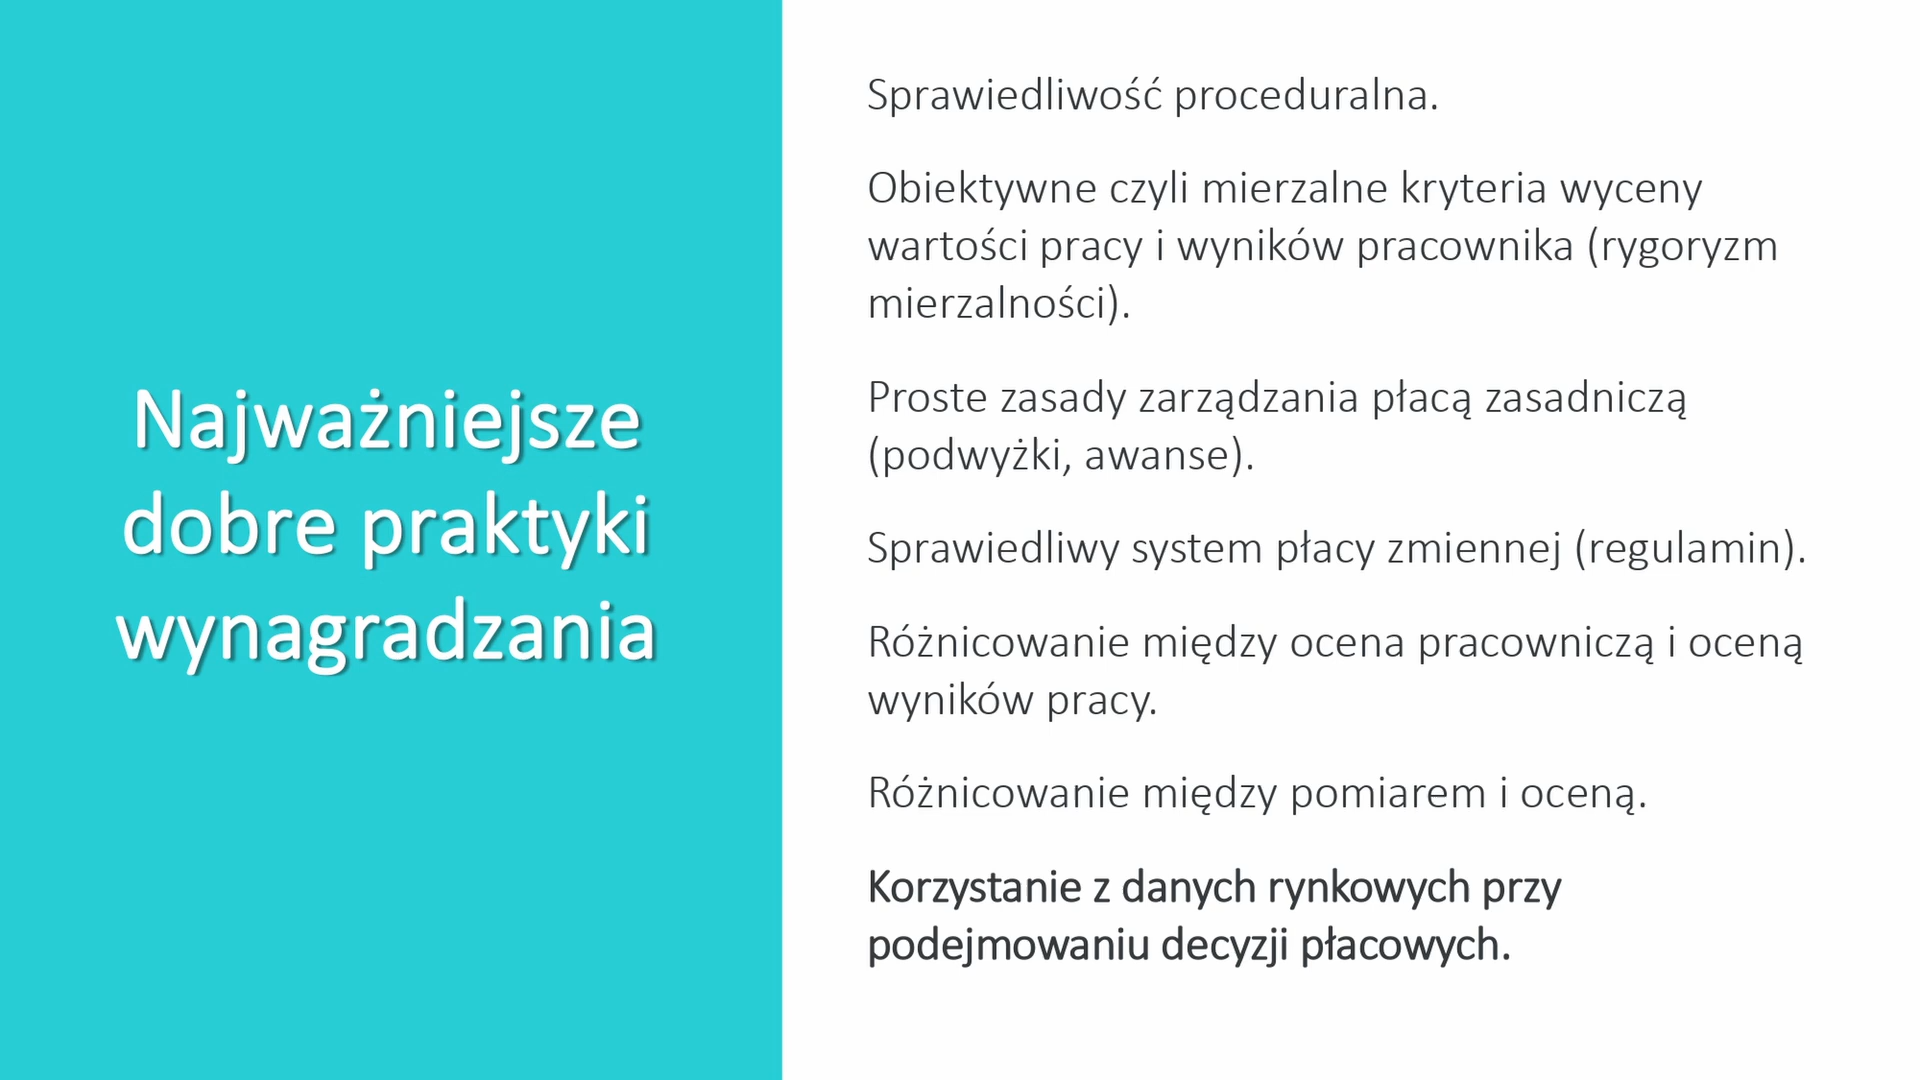 Najważniejsze
dobre praktyki
wynagradzania
Sprawiedliwość proceduralna.
Obiektywne czyli mierzalne kryteria wyceny
wartości pracy i wyników pracownika (rygoryzm
mierzalności).
Proste zasady zarządzania płacą zasadniczą
(podwyżki, awanse).
Sprawiedliwy system płacy zmiennej (regulamin).
Różnicowanie między ocena pracowniczą i oceną
wyników pracy.
Różnicowanie między pomiarem i oceną.
Korzystanie z danych rynkowych przy
podejmowaniu decyzji płacowych.